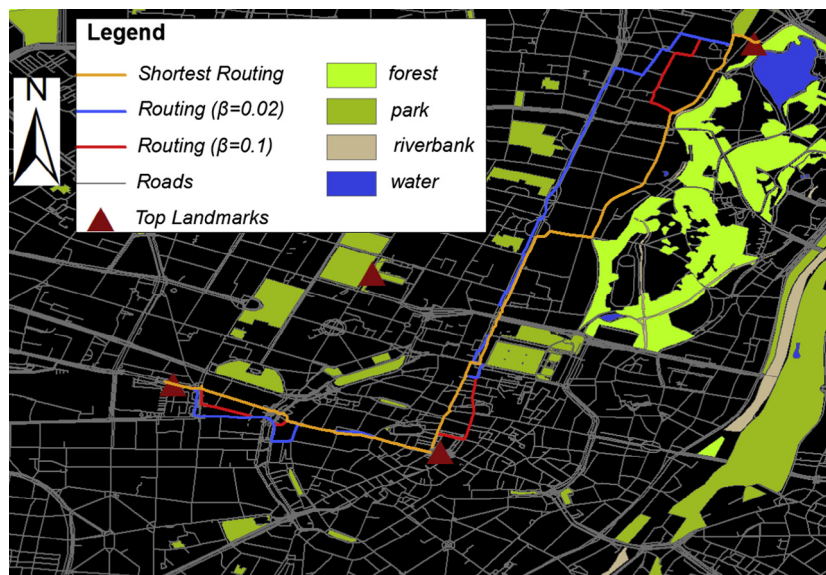 Legend
Shortest Routing
Routing (β=0.02)
Routing (β=0.1)
Roads
Top Landmarks
forest
park
riverbank
water
N